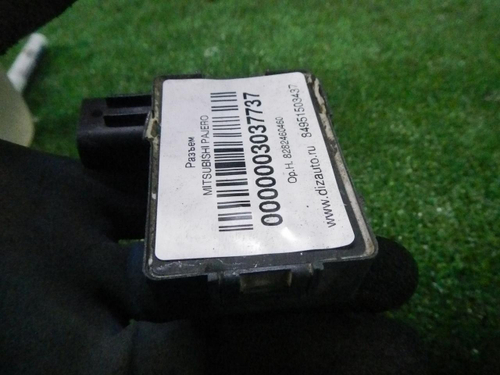 Разъем
MITSUBISHI PAJERO
0000003037737
Ор.Н. 8282460460
www.dizauto.ru 84951503437